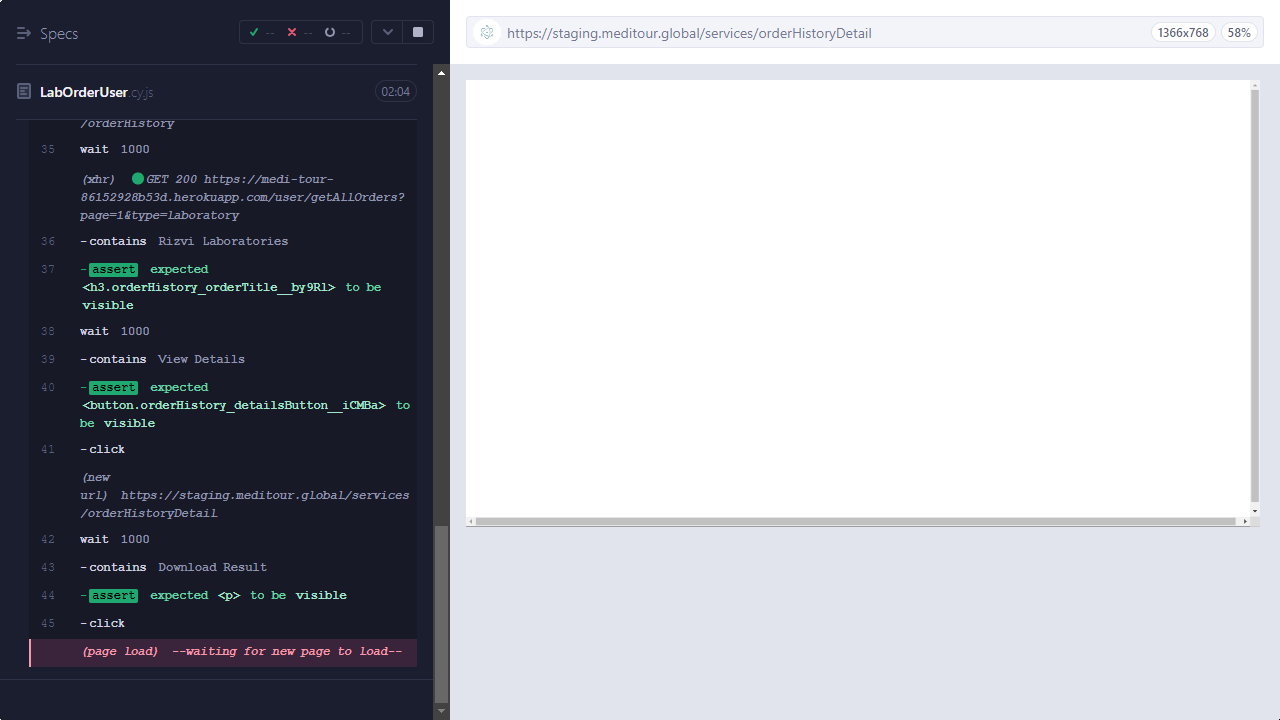 Specs
-- -- --
https://staging.meditour.global/services/orderHistoryDetail
1366x768
58%
LabOrderUser.cy.js
02:04
/orderHistory
35 wait 1000
(xhr) GET 200 https://medi-tour-
86152928b53d.herokuapp.com/user/getAllOrders?
page=1&type=laboratory
36 -contains Rizvi Laboratories
37 -assert expected
<h3.orderHistory_orderTitle__by9Rl> to be
visible
38 wait 1000
39 -contains View Details
40 -assert expected
<button.orderHistory_detailsButton__iCMBa> to
be visible
41 -click
(new
url) https://staging.meditour.global/services
/orderHistoryDetail
42 wait 1000
43 -contains Download Result
44 -assert expected <p> to be visible
45 -click
(page load) --waiting for new page to load--